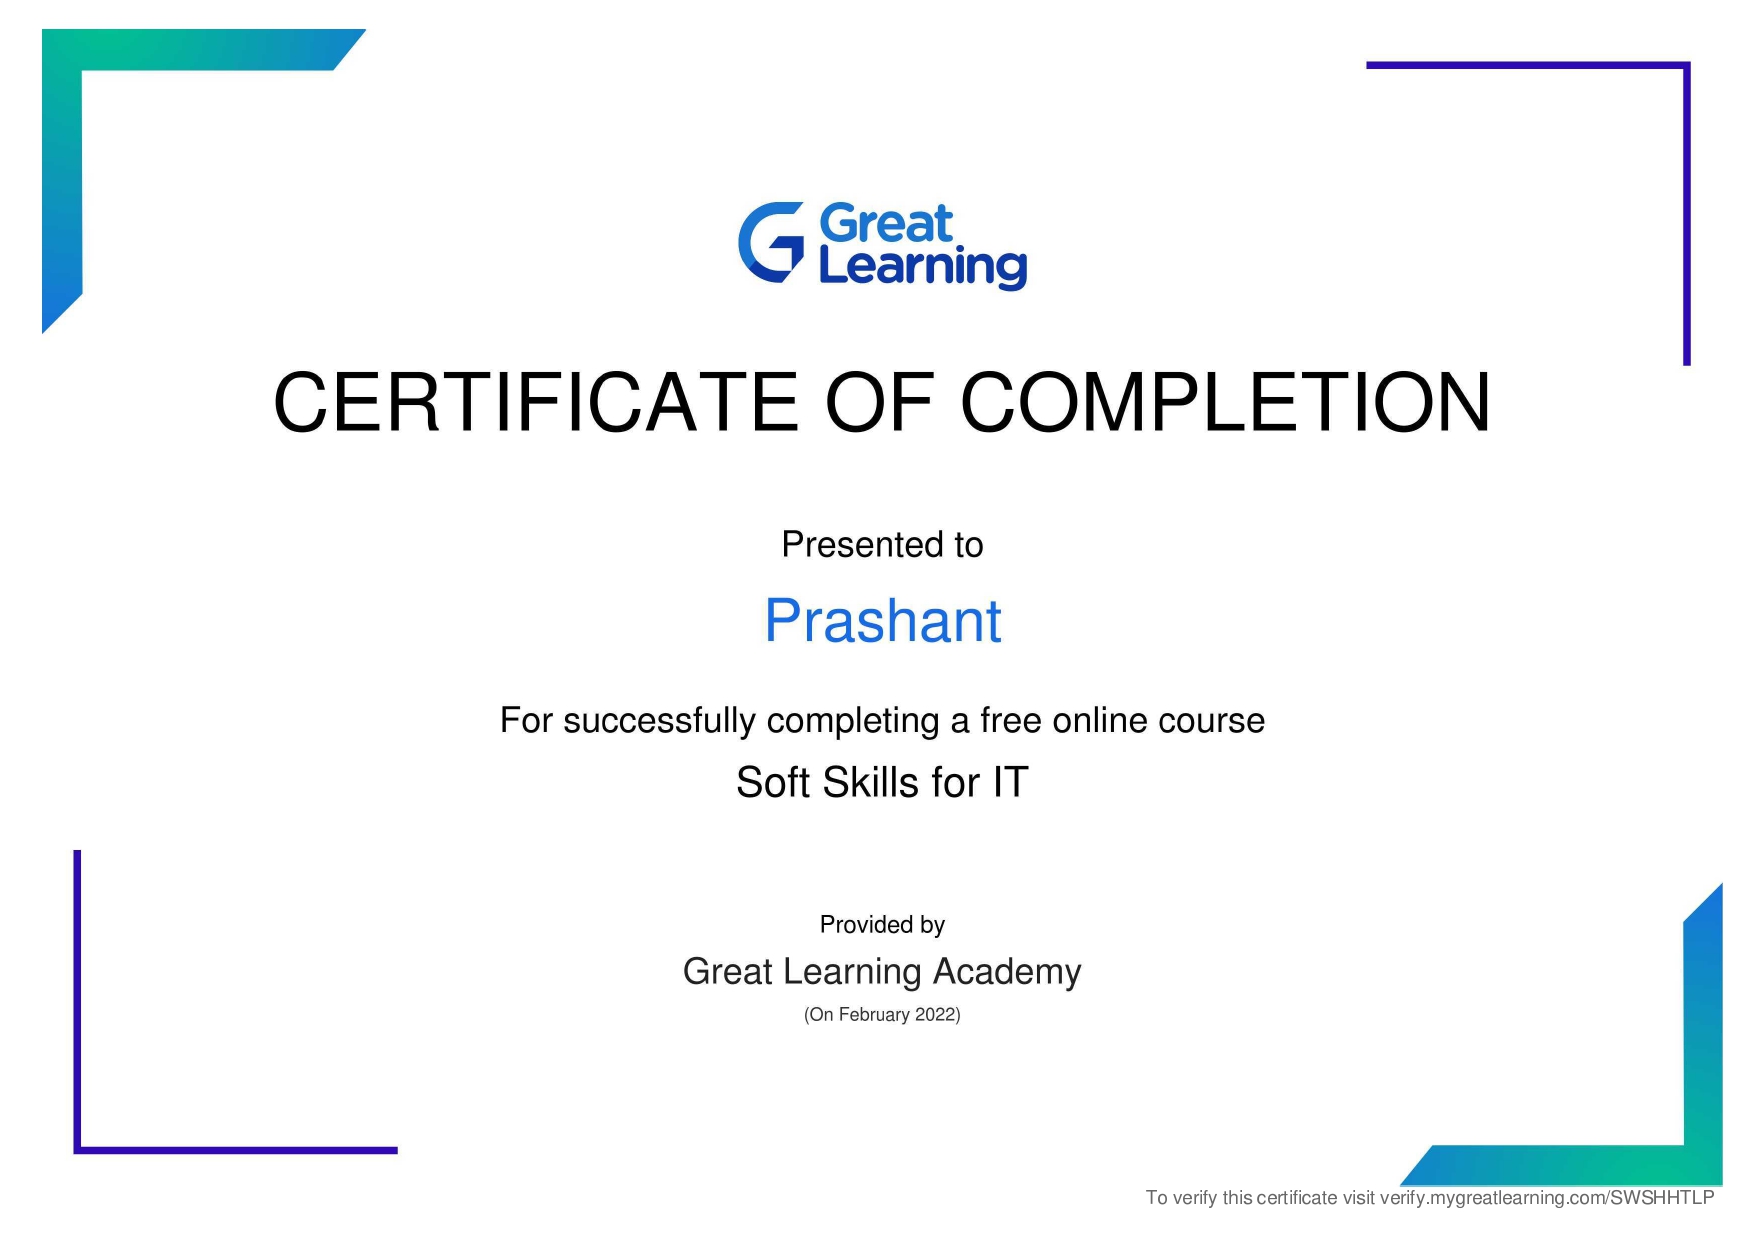 Great
Learning
CERTIFICATE OF COMPLETION
Presented to
Prashant
For successfully completing a free online course
Soft Skills for IT
Provided by
Great Learning Academy
(On February 2022)
To verify this certificate visit verify.mygreatlearning.com/SWSHHTLP